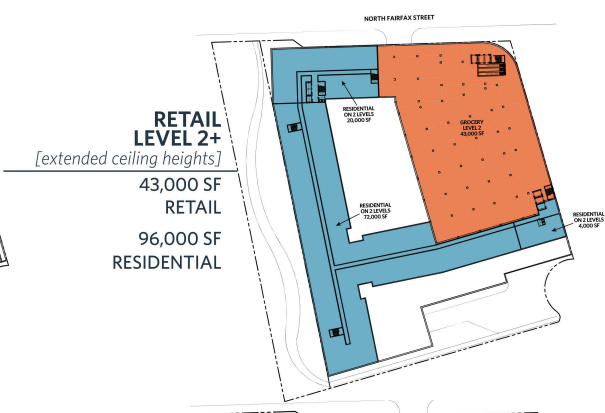 NORTH FAIRFAX STREET
RETAIL
LEVEL 2+
[extended ceiling heights]
43,000 SF
RETAIL
96,000 SF
RESIDENTIAL
RESIDENTIAL
ON 2 LEVELS
20,000 SF
GROCERY
LEVEL 2
43,000 SF
RESIDENTIAL
ON 2 LEVELS
72,000 SF
RESIDENTIAL
ON 2 LEVELS
4,000 SF